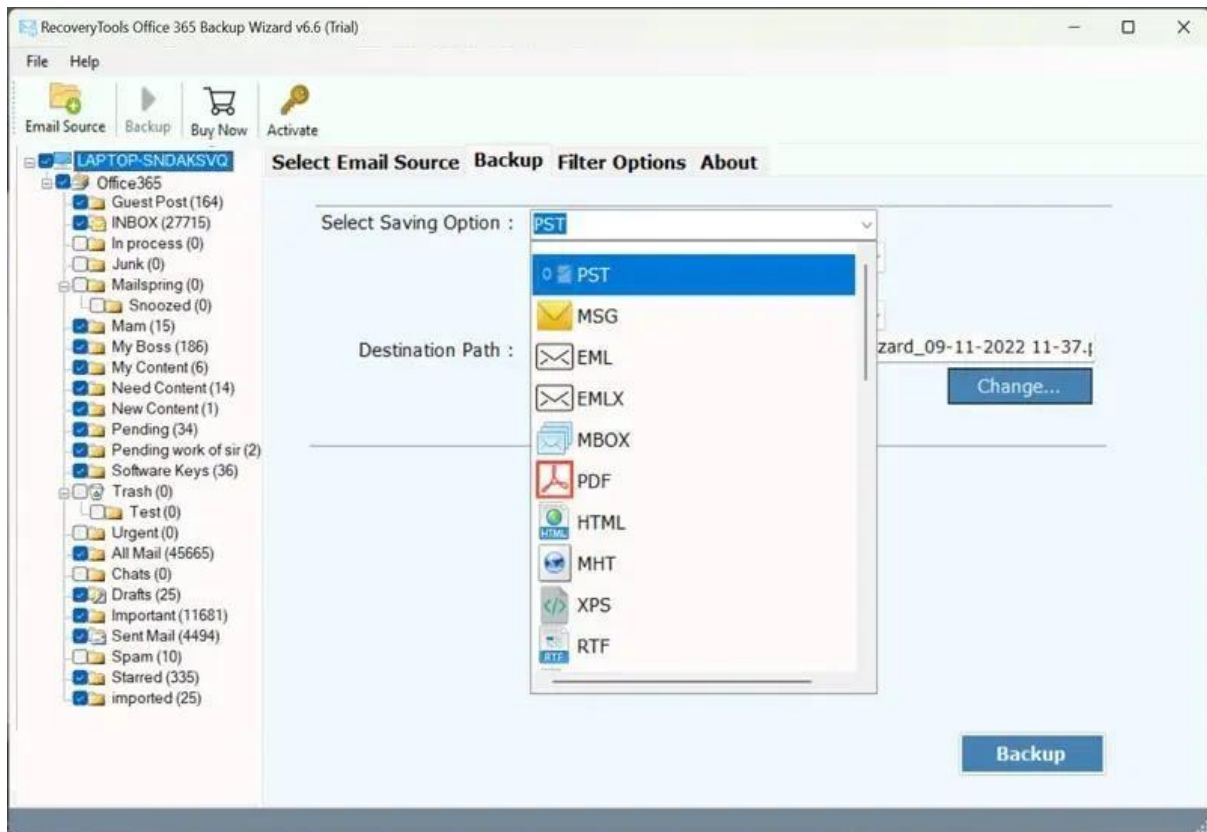 RecoveryTools Office 365 Backup Wizard v6.6 (Trial)
File Help
Email Source Backup Buy Now Activate
LAPTOP-SNDAKSVQ
Office365
Guest Post (164)
INBOX (27715)
In process (0)
Junk (0)
Mailspring (0)
Snoozed (0)
Mam (15)
My Boss (186)
My Content (6)
Need Content (14)
New Content (1)
Pending (34)
Pending work of sir (2)
Software Keys (36)
Trash (0)
Test (0)
Urgent (0)
All Mail (45665)
Chats (0)
Drafts (25)
Important (11681)
Sent Mail (4494)
Spam (10)
Starred (335)
imported (25)
Select Email Source Backup Filter Options About
Select Saving Option : PST
PST
MSG
EML
EMLX
MBOX
PDF
HTML
HTML
MHT
XPS
RTF
RTF
Destination Path : zard_09-11-2022 11-37.p
Change...
Backup